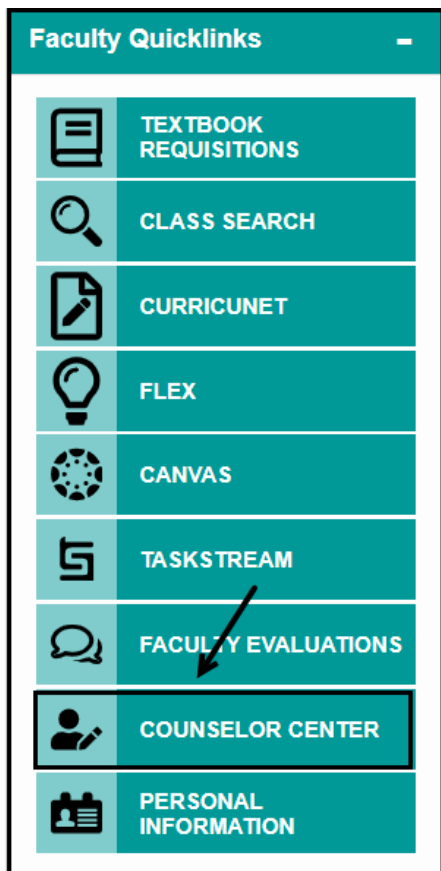 Faculty Quicklinks -
TEXTBOOK
REQUISITIONS
CLASS SEARCH
CURRICUNET
FLEX
CANVAS
TASKSTREAM
FACULTY EVALUATIONS
COUNSELOR CENTER
PERSONAL
INFORMATION